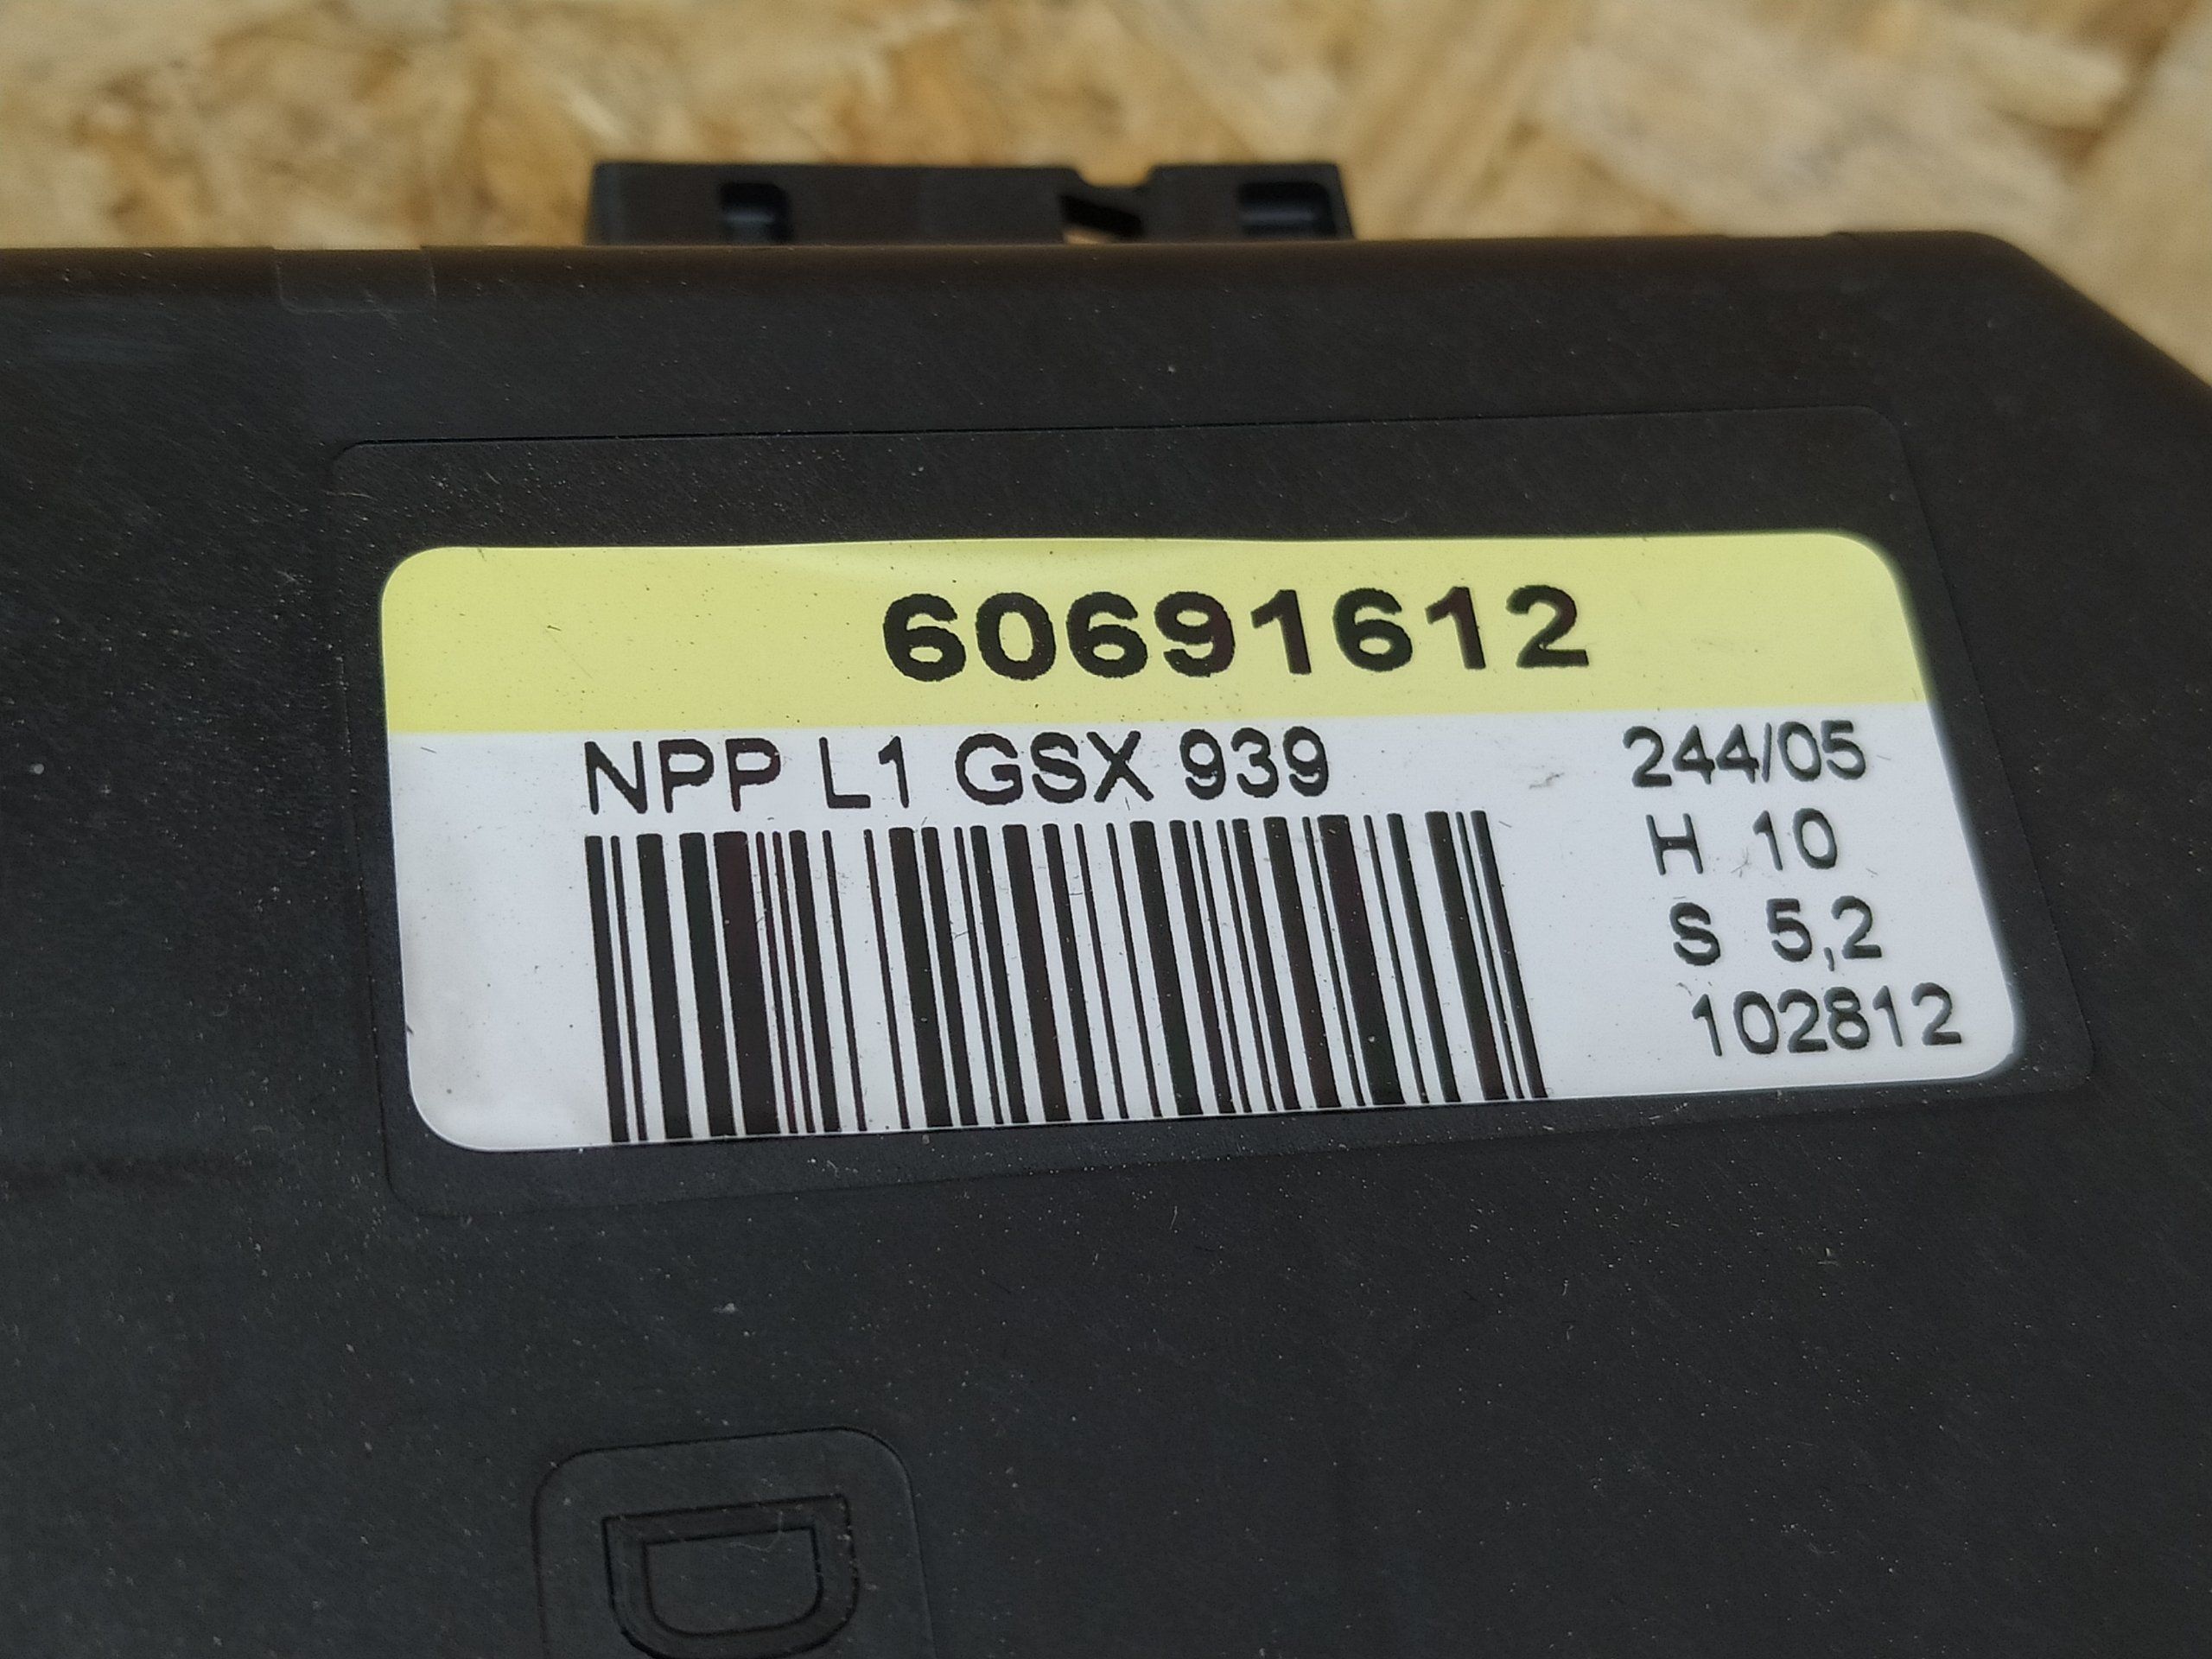 60691612
NPP L1 GSX 939
244/05
H 10
S 5,2
102812